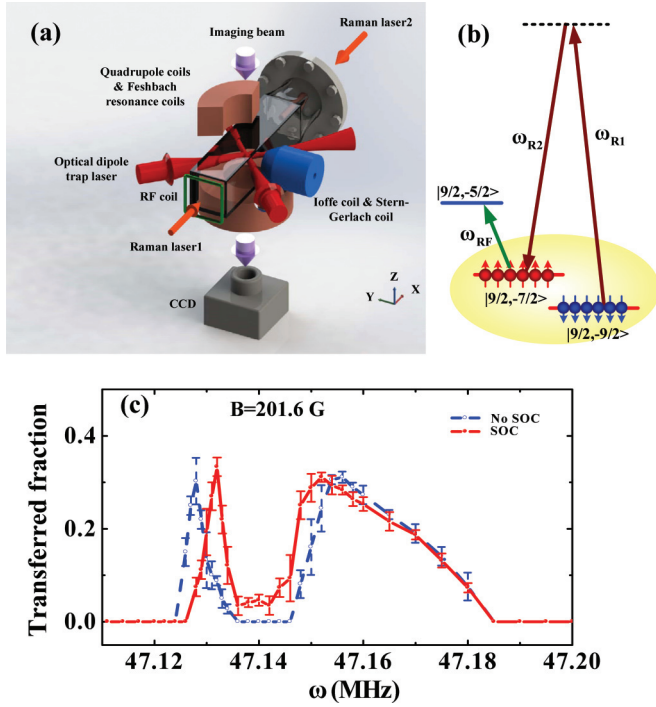 (a)
Raman laser2
Imaging beam
Quadrupole coils
& Feshbach
resonance coils
Optical dipole
trap laser
RF coil
Raman laser1
Ioffe coil & Stern-
Gerlach coil
CCD
Z
Y
X
(b)
ωR2
ωR1
|9/2,-5/2>
ωRF
|9/2,-7/2>
|9/2,-9/2>
(c)
B=201.6 G
No SOC
SOC
Transferred fraction
0.4
0.2
0.0
47.12
47.14
47.16
47.18
47.20
ω (MHz)